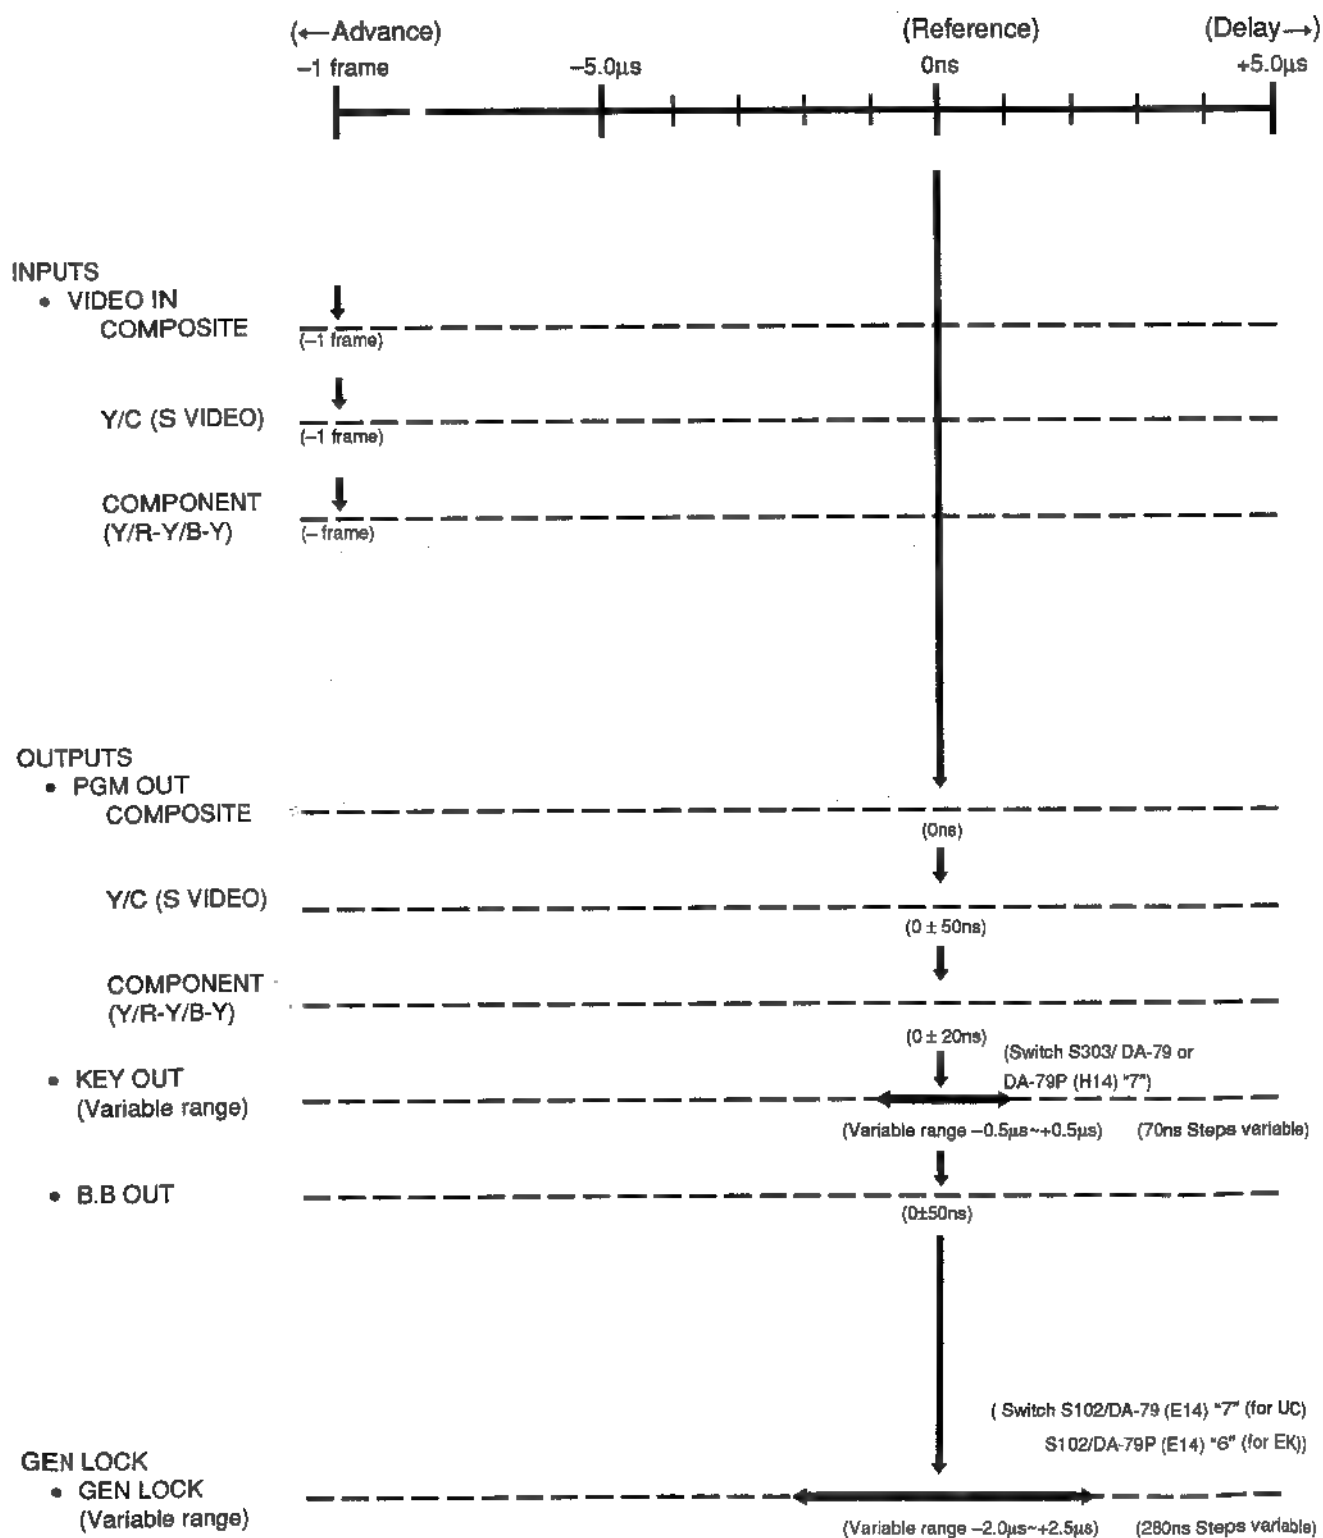 (←Advance) (Reference) (Delay→)
−1 frame −5.0µs 0ns +5.0µs
INPUTS
• VIDEO IN
COMPOSITE
(−1 frame)
Y/C (S VIDEO)
(−1 frame)
COMPONENT
(Y/R-Y/B-Y)
(− frame)
OUTPUTS
• PGM OUT
COMPOSITE
(0ns)
Y/C (S VIDEO)
(0 ± 50ns)
COMPONENT
(Y/R-Y/B-Y)
(0 ± 20ns)
(Switch S303/ DA-79 or
DA-79P (H14) "7")
• KEY OUT
(Variable range)
(Variable range −0.5µs~+0.5µs) (70ns Steps variable)
• B.B OUT
(0±50ns)
( Switch S102/DA-79 (E14) "7" (for UC)
S102/DA-79P (E14) "6" (for EK))
GEN LOCK
• GEN LOCK
(Variable range)
(Variable range −2.0µs~+2.5µs) (280ns Steps variable)